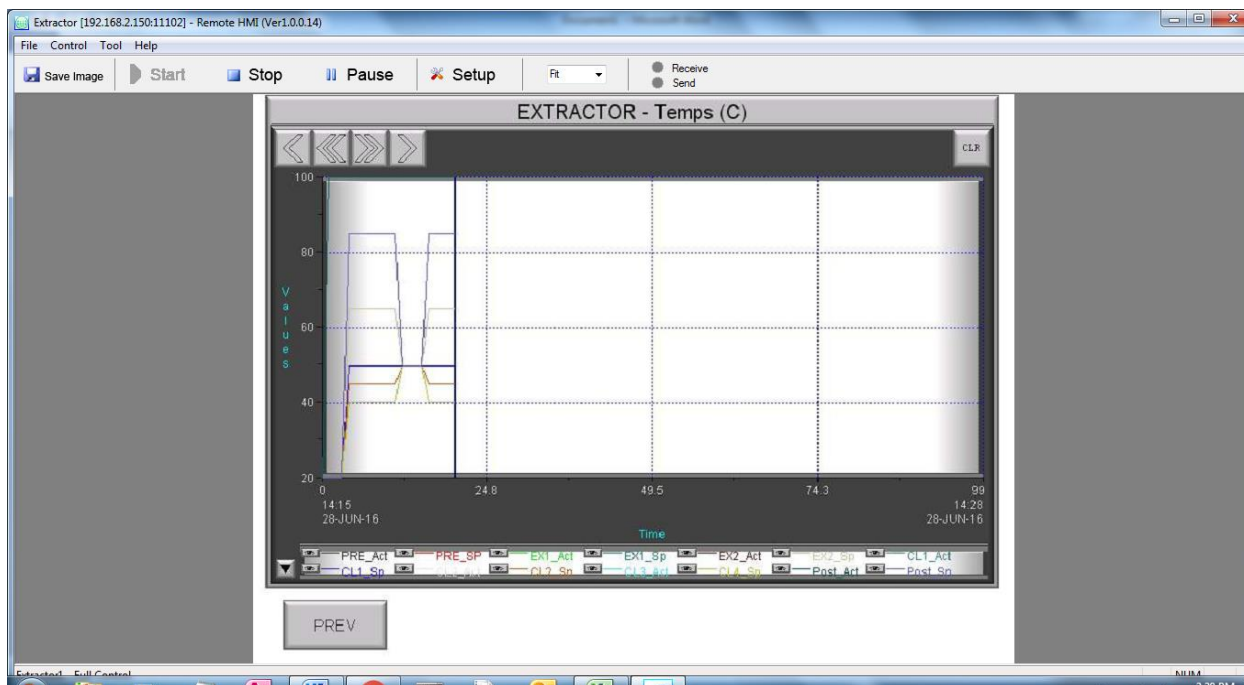 Extractor [192.168.2.150:11102] - Remote HMI (Ver1.0.0.14)
File Control Tool Help
Save Image Start Stop Pause Setup Fit Receive
Send
EXTRACTOR - Temps (C)
CLR
100
80
60
40
20
Values
0 24.8 49.5 74.3 99
14:15 14:28
28-JUN-16 28-JUN-16
Time
PRE_Act PRE_SP EX1_Act EX1_Sp EX2_Act EX2_Sp CL1_Act
CL1_Sp CL2_Sp CL3_Act CL4_Sp Post_Act Post_Sp
PREV
Extractor1 Full Control NUM